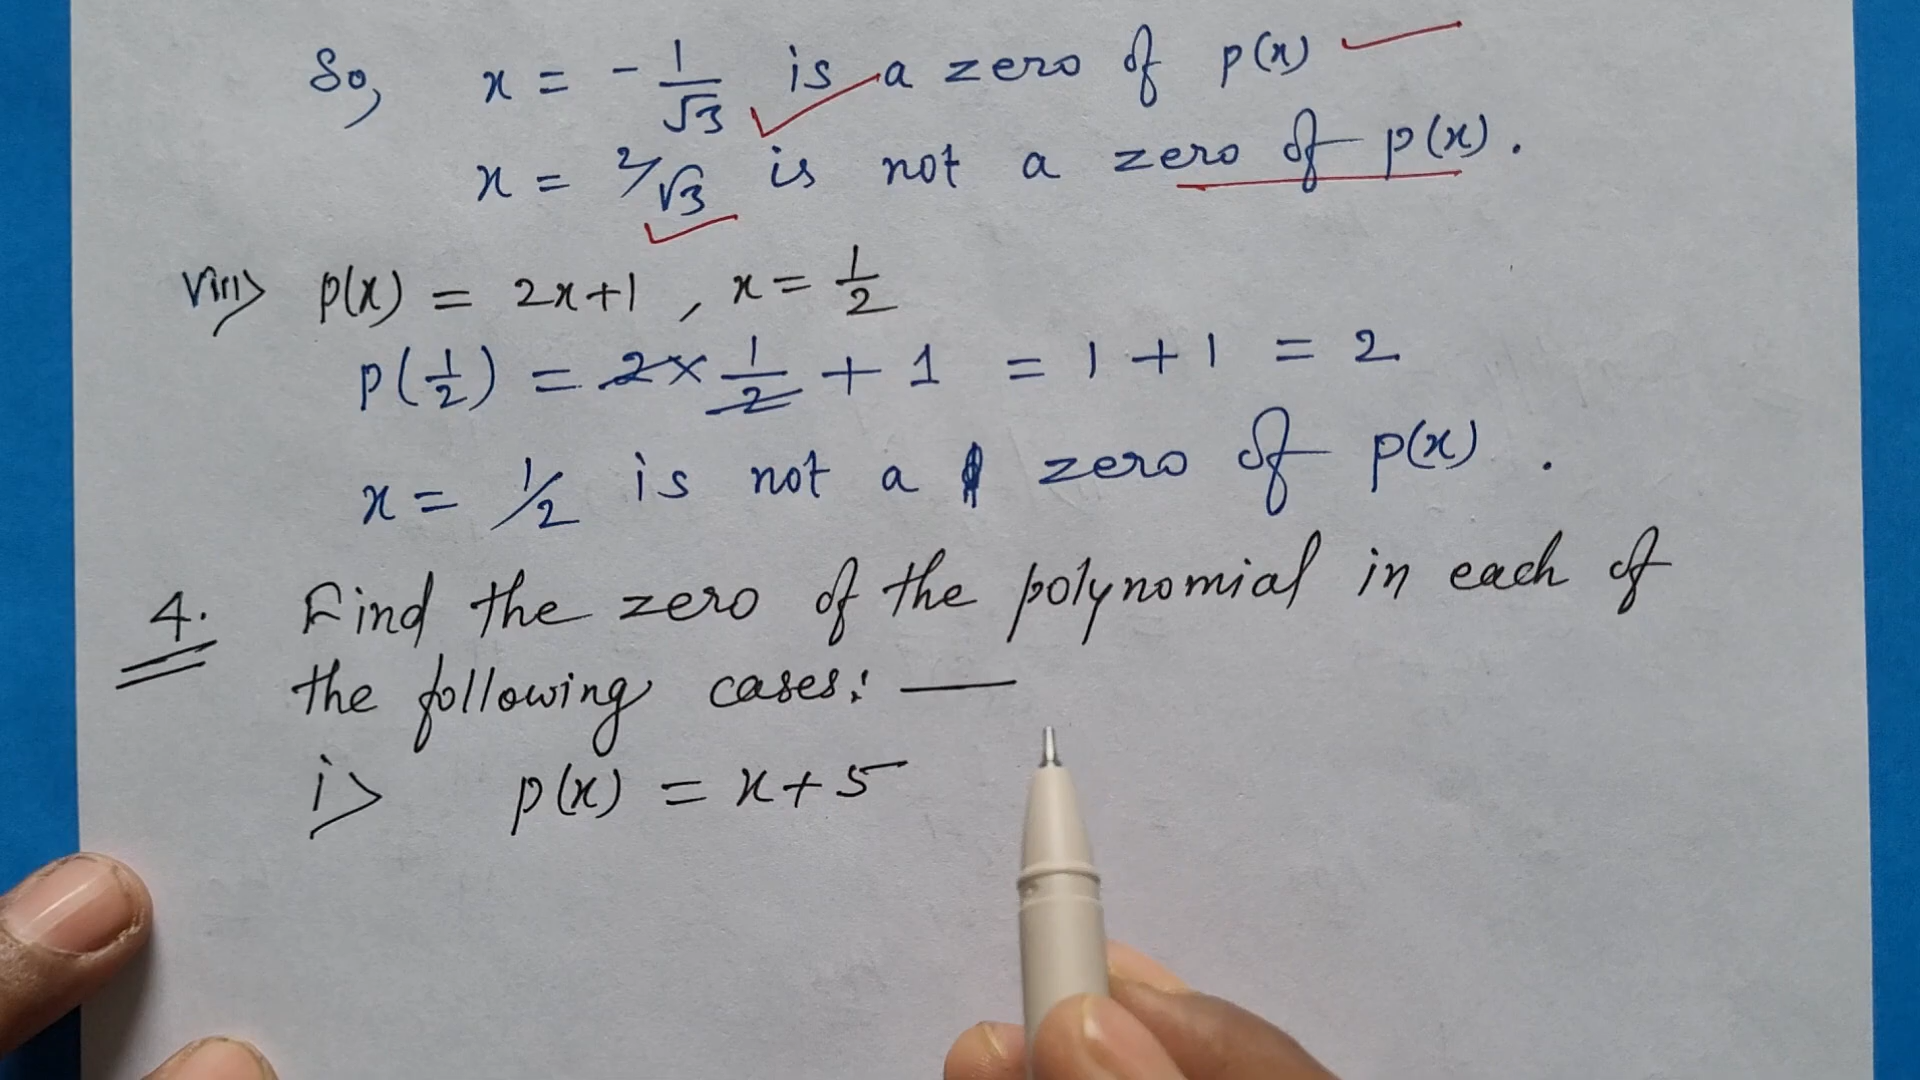 So, x = - 1/√3 is a zero of p(x)
x = 2/√3 is not a zero of p(x).
viii> p(x) = 2x+1, x = 1/2
p(1/2) = 2 × 1/2 + 1 = 1 + 1 = 2
x = 1/2 is not a zero of p(x).
4. Find the zero of the polynomial in each of
the following cases: —
i> p(x) = x+5